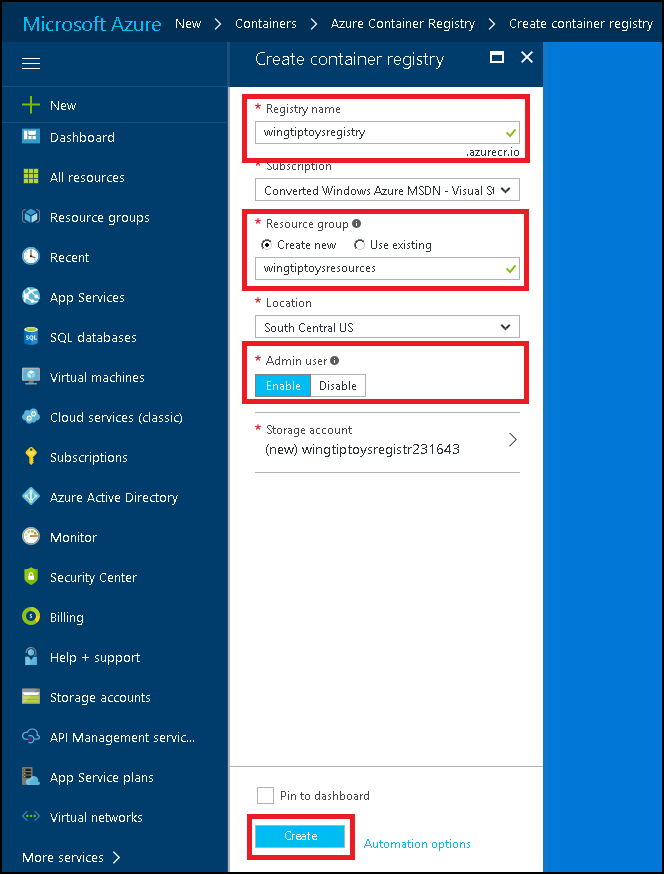 Microsoft Azure New > Containers > Azure Container Registry > Create container registry
Create container registry
New
Dashboard
All resources
Resource groups
Recent
App Services
SQL databases
Virtual machines
Cloud services (classic)
Subscriptions
Azure Active Directory
Monitor
Security Center
Billing
Help + support
Storage accounts
API Management servic...
App Service plans
Virtual networks
More services >
* Registry name
wingtiptoysregistry
.azurecr.io
* Subscription
Converted Windows Azure MSDN - Visual St
* Resource group
Create new Use existing
wingtiptoysresources
* Location
South Central US
* Admin user
Enable Disable
* Storage account
(new) wingtiptoysregistr231643
Pin to dashboard
Create Automation options